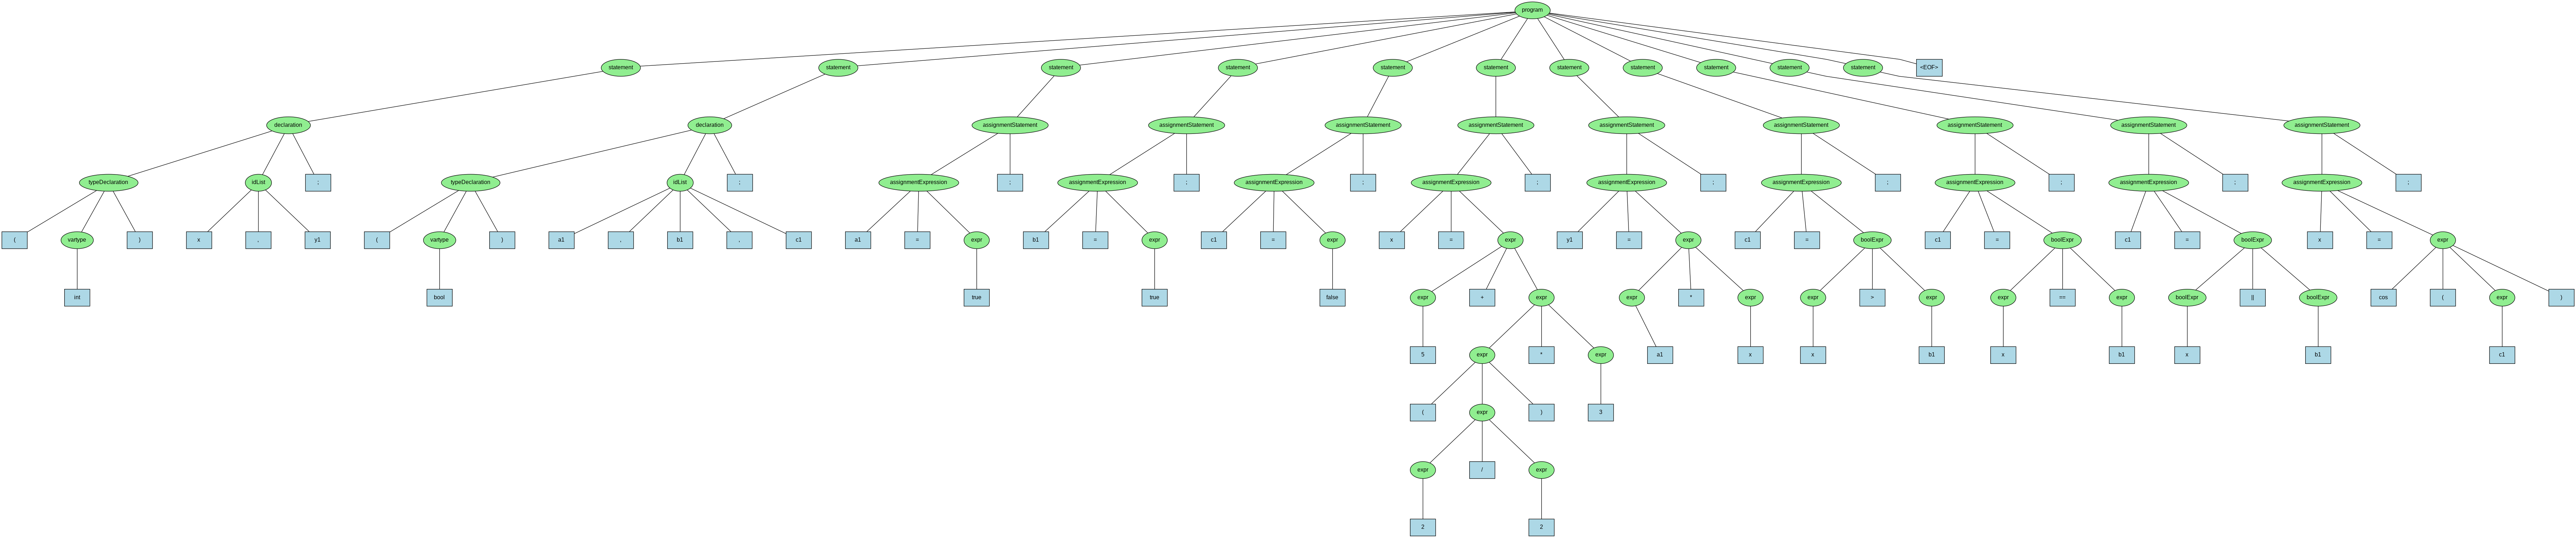 program
statement statement statement statement statement statement statement statement statement statement statement <EOF>
declaration declaration assignmentStatement assignmentStatement assignmentStatement assignmentStatement assignmentStatement assignmentStatement assignmentStatement assignmentStatement assignmentStatement
typeDeclaration idList ; typeDeclaration idList ; assignmentExpression ; assignmentExpression ; assignmentExpression ; assignmentExpression ; assignmentExpression ; assignmentExpression ; assignmentExpression ; assignmentExpression ; assignmentExpression ;
( vartype ) x , y1 ( vartype ) a1 , b1 , c1 a1 = expr b1 = expr c1 = expr x = expr y1 = expr c1 = boolExpr c1 = boolExpr c1 = boolExpr x = expr
int bool true true false expr + expr expr * expr expr > expr expr == expr boolExpr || boolExpr cos ( expr )
5 expr * expr a1 x x b1 x b1 x b1 c1
( expr ) 3
expr / expr
2 2